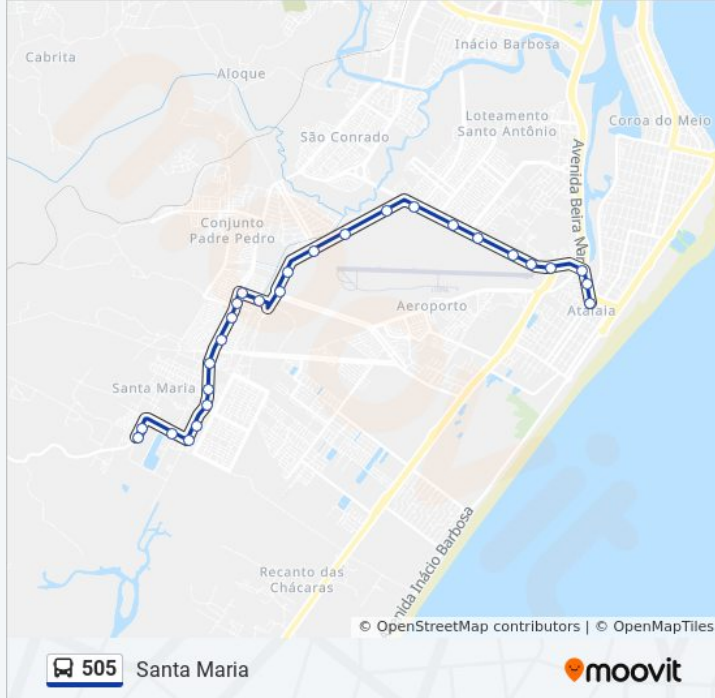 Cabrita
Inácio Barbosa
Aloque
Loteamento
Santo Antônio
Coroa do Meio
São Conrado
Avenida Beira Mar
Conjunto
Padre Pedro
Aeroporto
Atalaia
Santa Maria
Recanto das
Chácaras
enida Inácio Barbosa
© OpenStreetMap contributors | © OpenMapTiles
505 Santa Maria
moovit